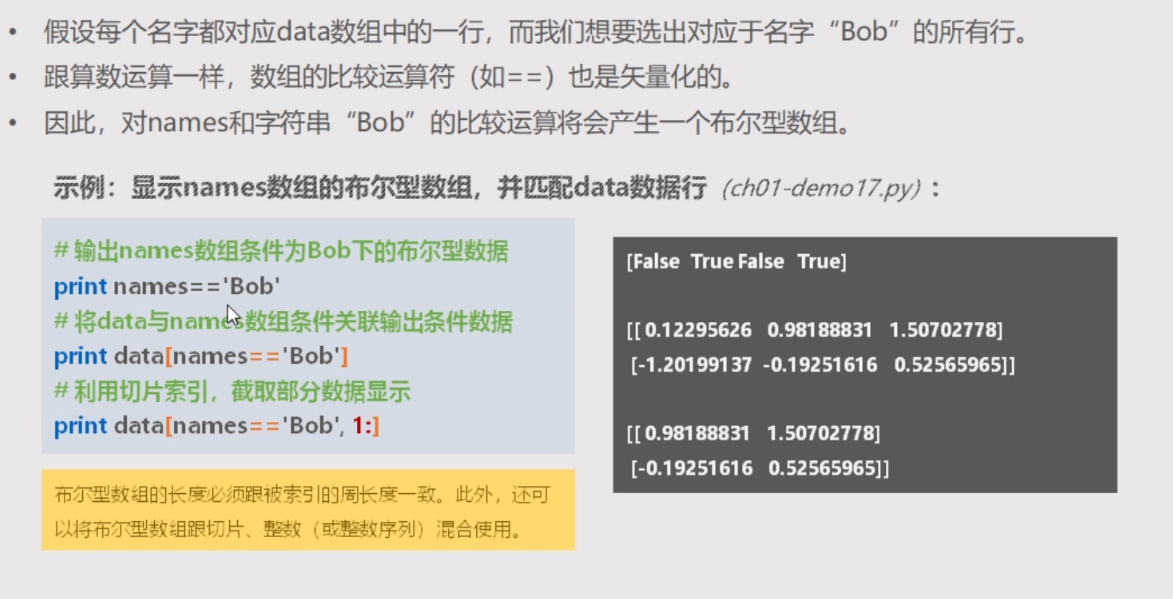 • 假设每个名字都对应data数组中的一行，而我们想要选出对应于名字“Bob”的所有行。
• 跟算数运算一样，数组的比较运算符（如==）也是矢量化的。
• 因此，对names和字符串“Bob”的比较运算将会产生一个布尔型数组。
示例：显示names数组的布尔型数组，并匹配data数据行（ch01-demo17.py）：
# 输出names数组条件为Bob下的布尔型数据
print names=='Bob'
# 将data与names数组条件关联输出条件数据
print data[names=='Bob']
# 利用切片索引，截取部分数据显示
print data[names=='Bob', 1:]
布尔型数组的长度必须跟被索引的周长度一致。此外，还可
以将布尔型数组跟切片、整数（或整数序列）混合使用。
[False True False True]
[[ 0.12295626 0.98188831 1.50702778]
[-1.20199137 -0.19251616 0.52565965]]
[[ 0.98188831 1.50702778]
[-0.19251616 0.52565965]]